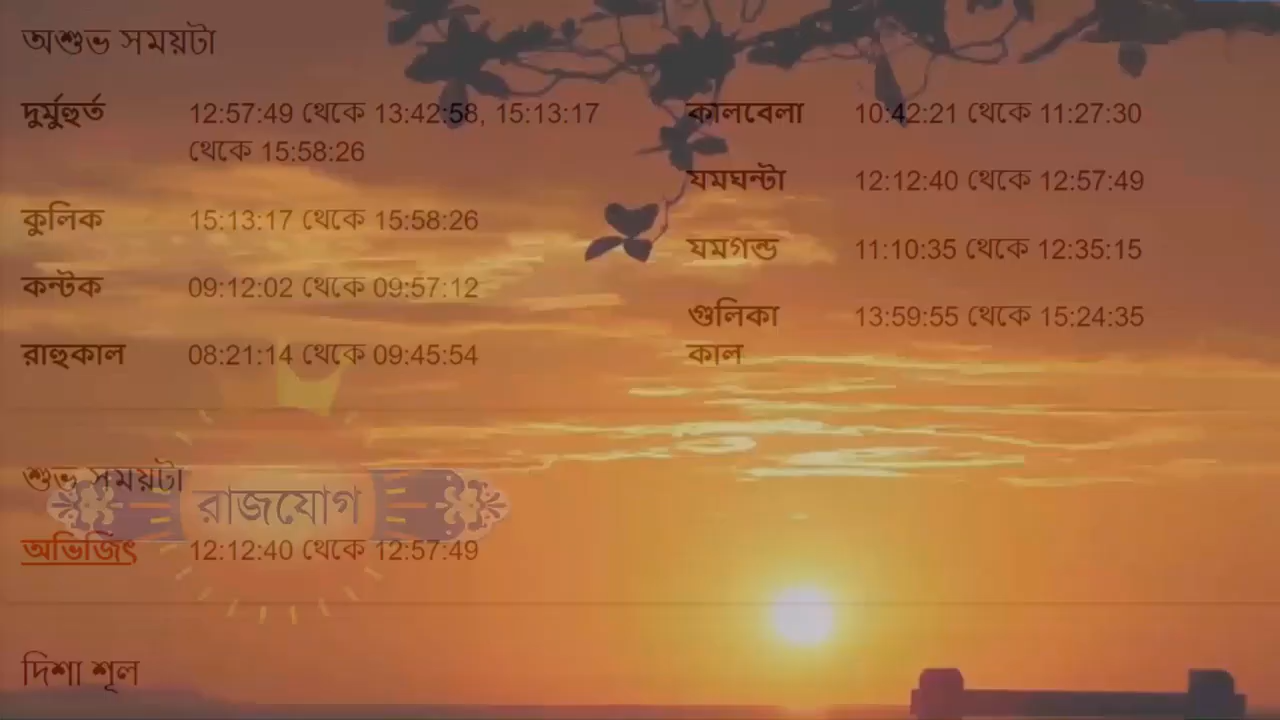 অশুভ সময়টা
দুর্মুহুর্ত 12:57:49 থেকে 13:42:58, 15:13:17
থেকে 15:58:26
কুলিক 15:13:17 থেকে 15:58:26
কন্টক 09:12:02 থেকে 09:57:12
রাহুকাল 08:21:14 থেকে 09:45:54
কালবেলা 10:42:21 থেকে 11:27:30
যমঘন্টা 12:12:40 থেকে 12:57:49
যমগন্ড 11:10:35 থেকে 12:35:15
গুলিকা 13:59:55 থেকে 15:24:35
কাল
শুভ সময়টা
রাজযোগ
অভিজিৎ 12:12:40 থেকে 12:57:49
দিশা শূল